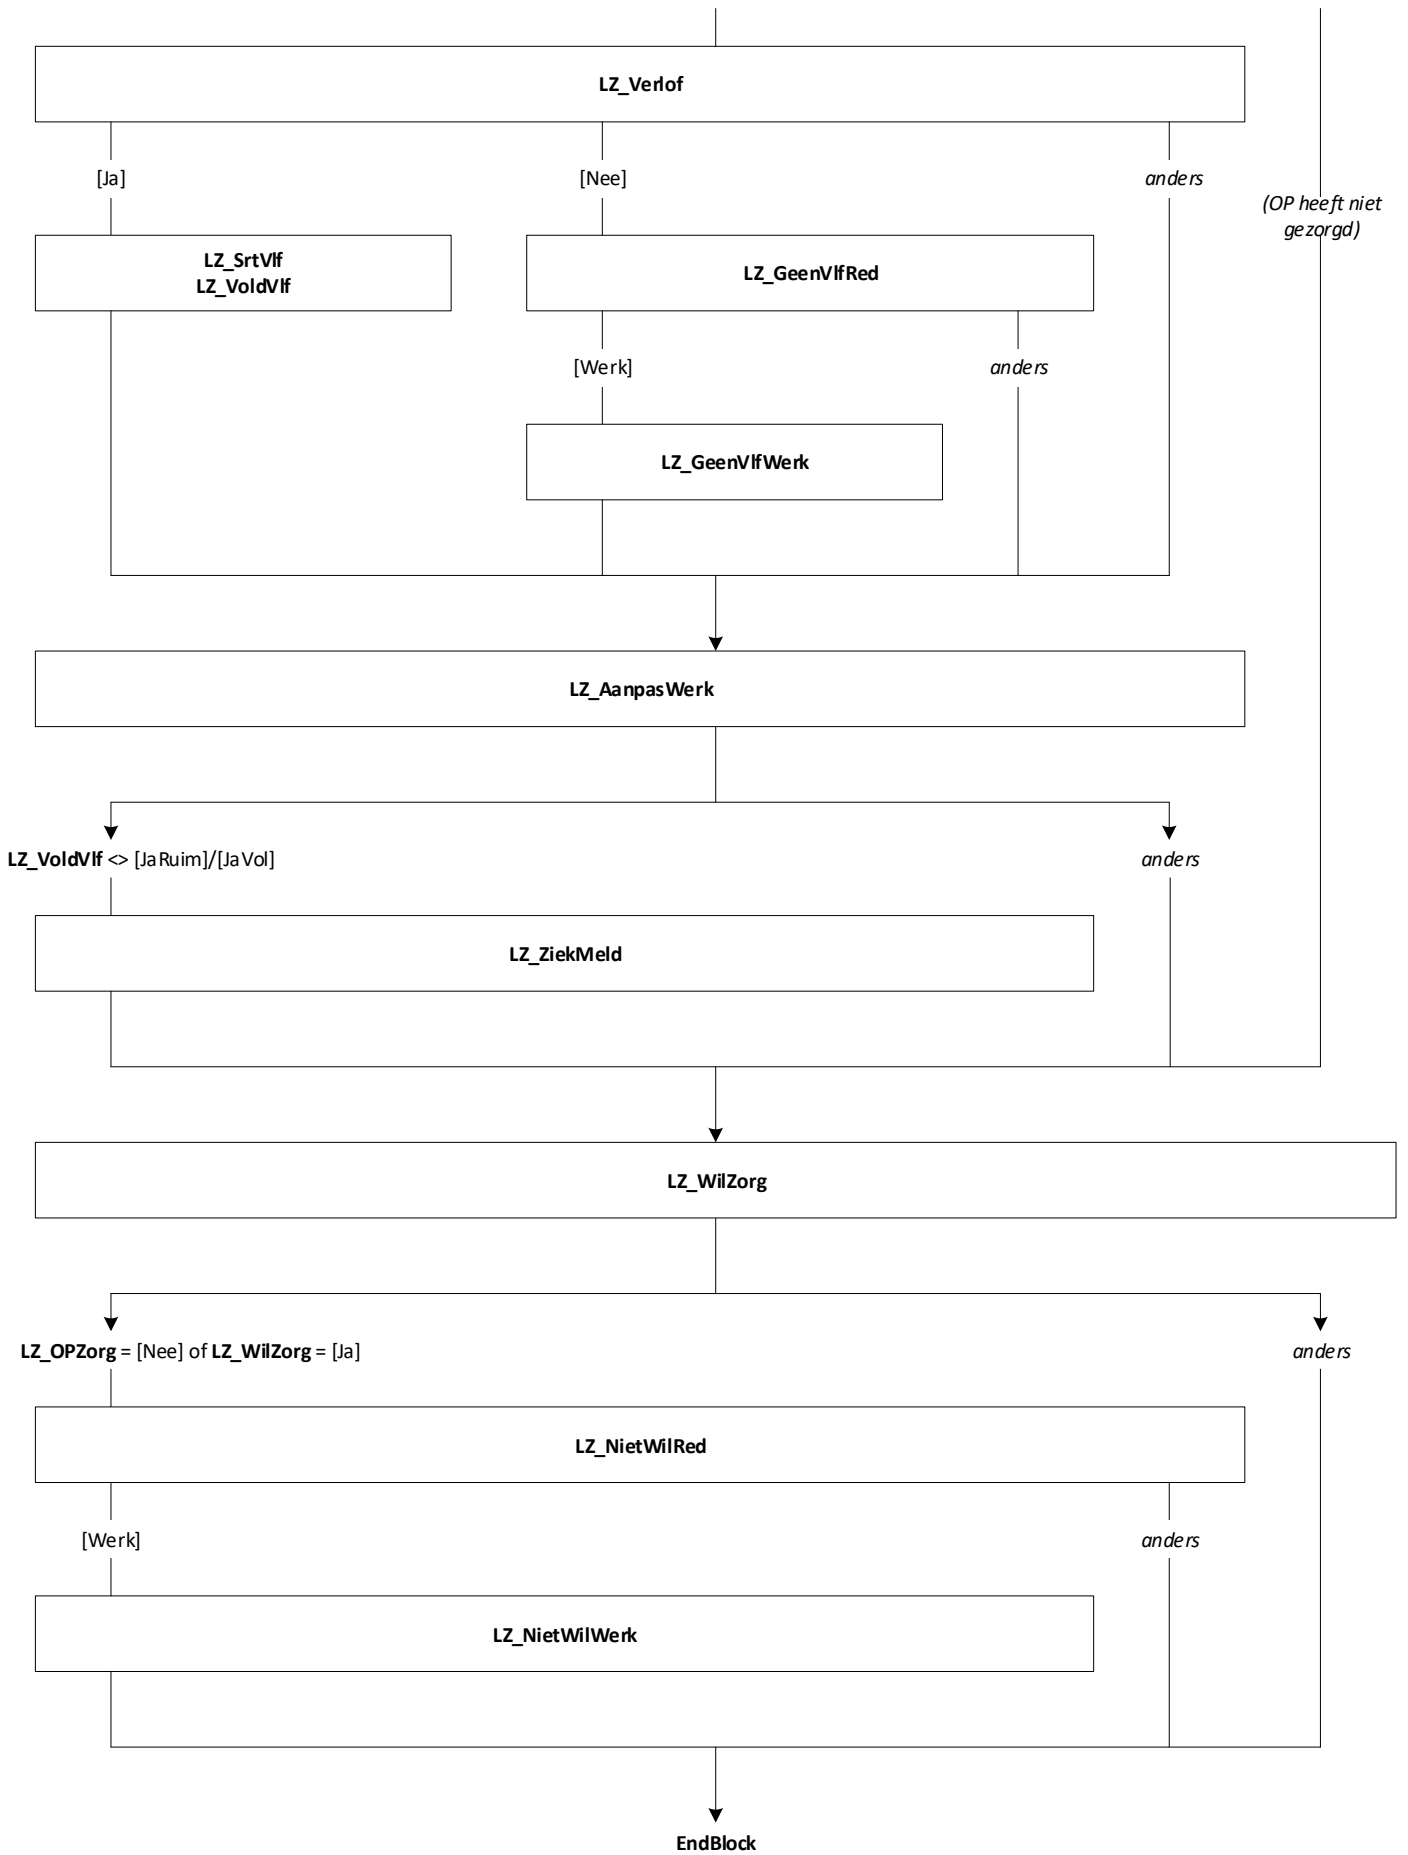 LZ_Verlof
[Ja]
[Nee]
anders
(OP heeft niet
gezorgd)
LZ_SrtVlf
LZ_VoldVlf
LZ_GeenVlfRed
[Werk]
anders
LZ_GeenVlfWerk
LZ_AanpasWerk
LZ_VoldVlf <> [JaRuim]/[JaVol]
anders
LZ_ZiekMeld
LZ_WilZorg
LZ_OPZorg = [Nee] of LZ_WilZorg = [Ja]
anders
LZ_NietWilRed
[Werk]
anders
LZ_NietWilWerk
EndBlock